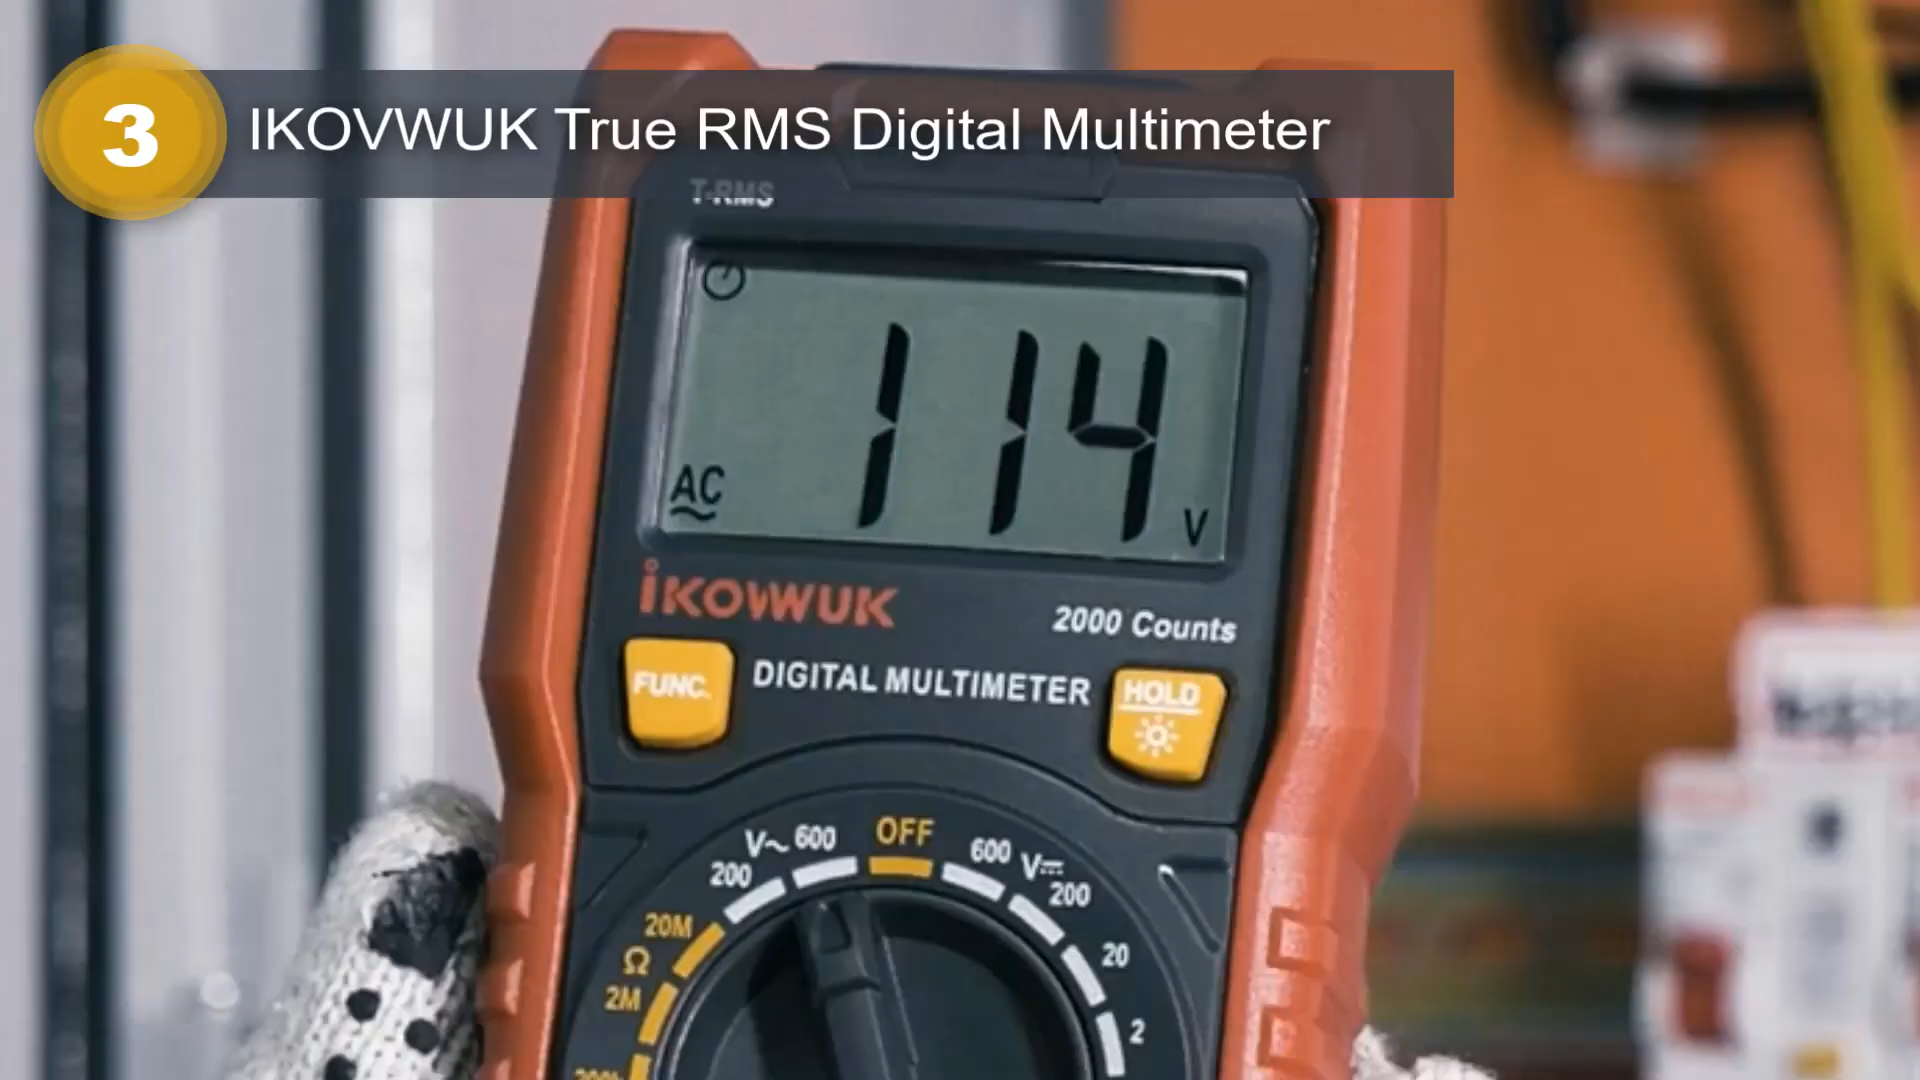 3
IKOVWUK True RMS Digital Multimeter
T-RMS
114
AC
V
iKOVWUK
2000 Counts
FUNC.
DIGITAL MULTIMETER
HOLD
OFF
V~ 600
600 V⎓
200
200
20M
20
Ω
2M
2